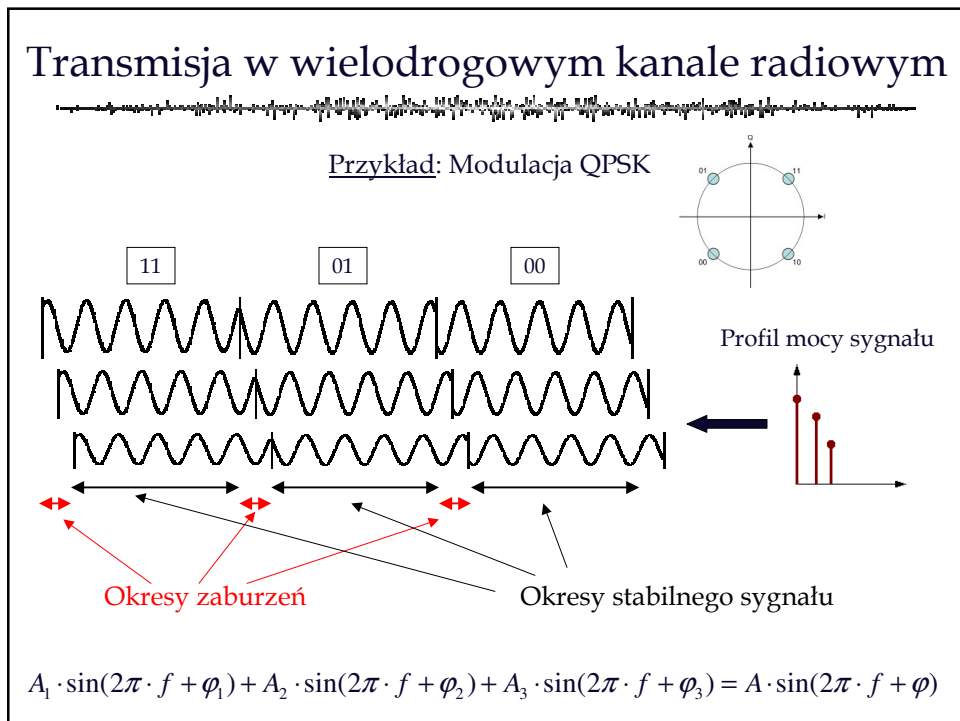 Transmisja w wielodrogowym kanale radiowym
Przykład: Modulacja QPSK
Q
01
11
I
00
10
11
01
00
Profil mocy sygnału
Okresy zaburzeń
Okresy stabilnego sygnału
A₁ · sin(2π · f + φ₁) + A₂ · sin(2π · f + φ₂) + A₃ · sin(2π · f + φ₃) = A · sin(2π · f + φ)